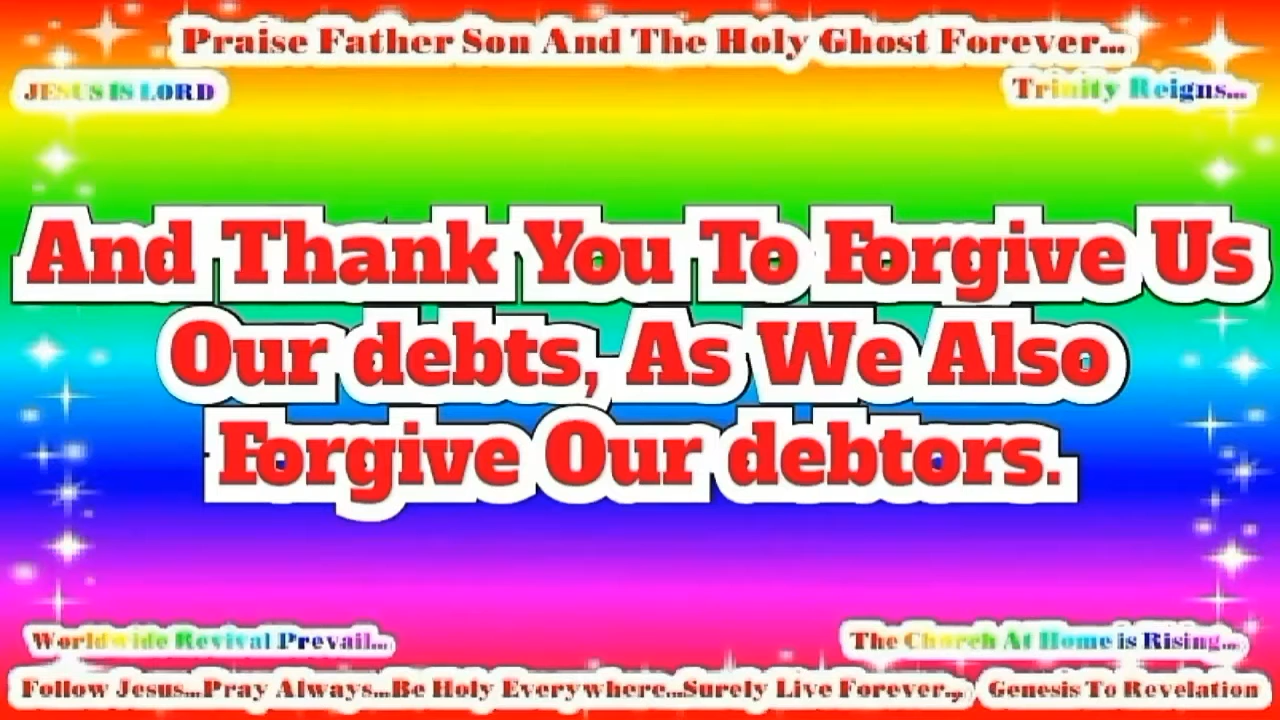 Praise Father Son And The Holy Ghost Forever...
JESUS IS LORD
Trinity Reigns...
And Thank You To Forgive Us
Our debts, As We Also
Forgive Our debtors.
Worldwide Revival Prevail...
The Church At Home is Rising...
Follow Jesus...Pray Always...Be Holy Everywhere...Surely Live Forever...,
Genesis To Revelation